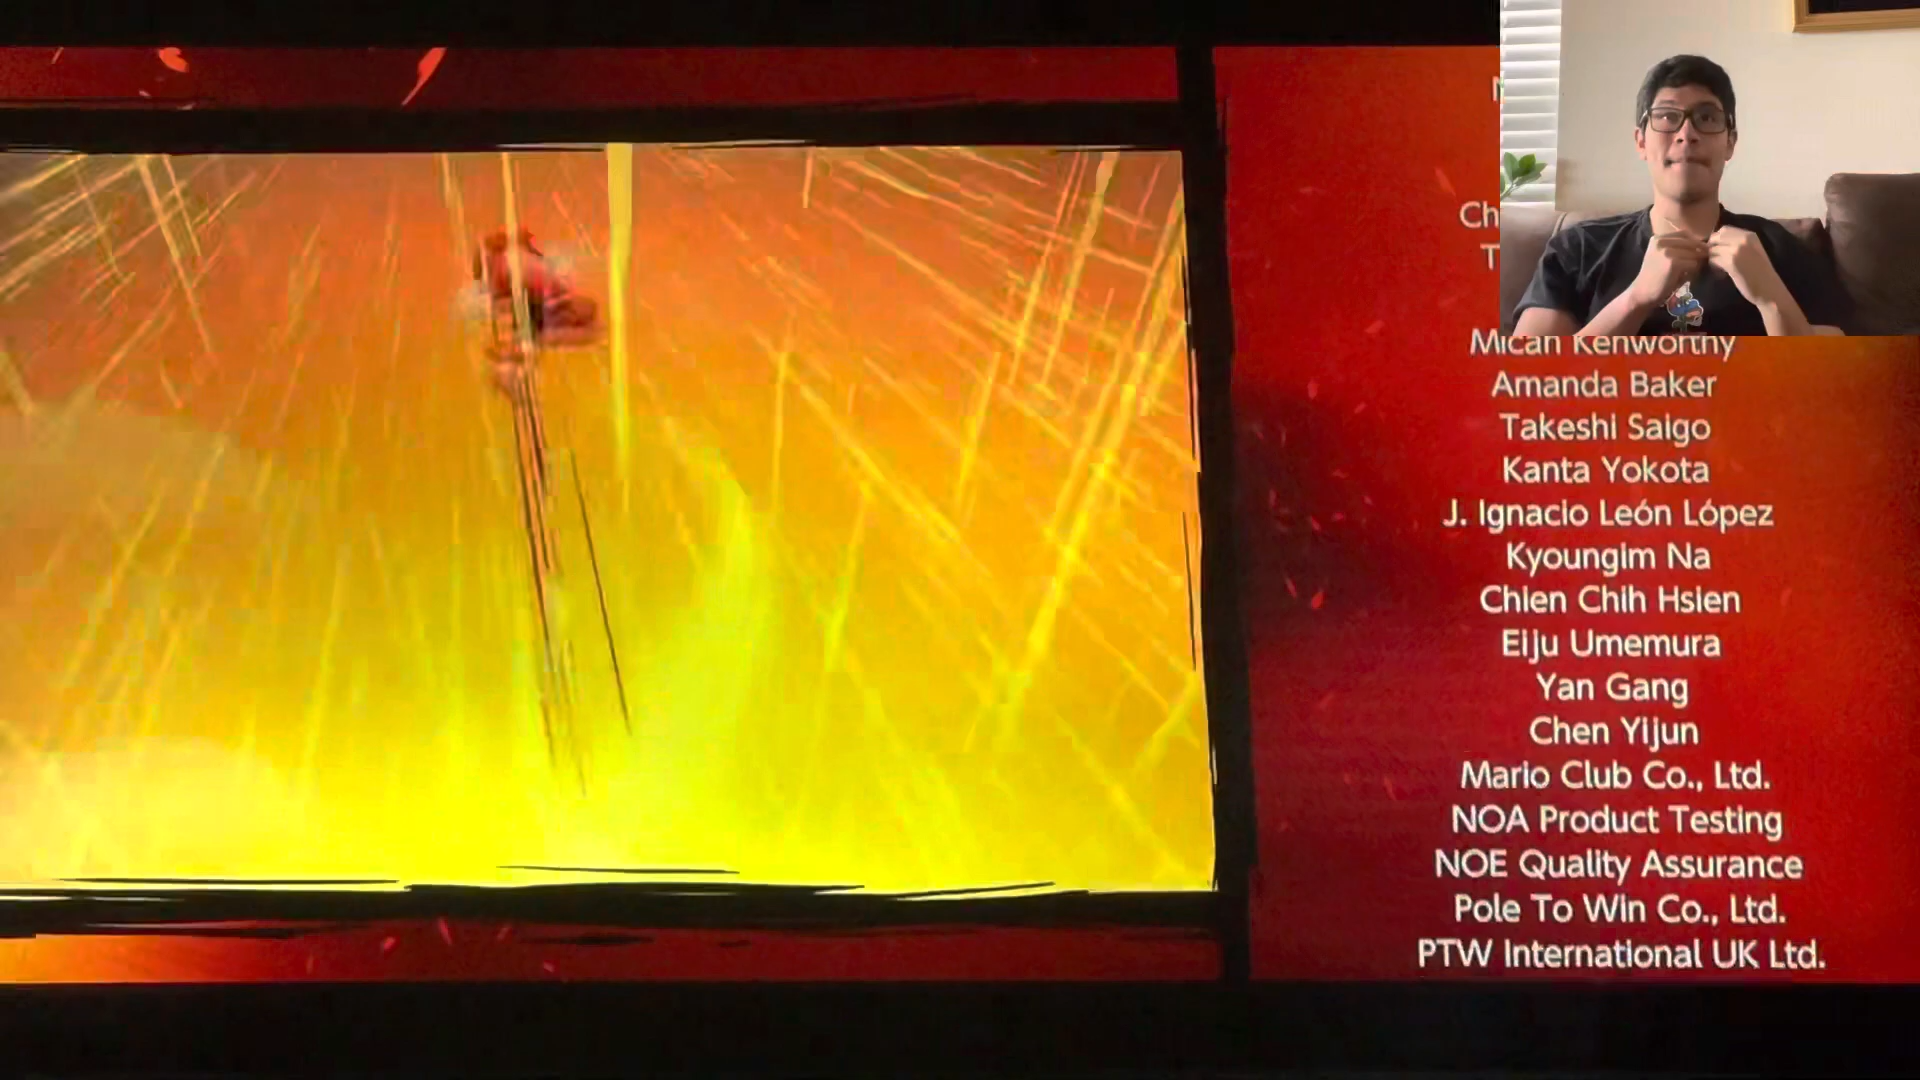 Ch
T
Micah Kenworthy
Amanda Baker
Takeshi Saigo
Kanta Yokota
J. Ignacio León López
Kyoungim Na
Chien Chih Hsien
Eiju Umemura
Yan Gang
Chen Yijun
Mario Club Co., Ltd.
NOA Product Testing
NOE Quality Assurance
Pole To Win Co., Ltd.
PTW International UK Ltd.